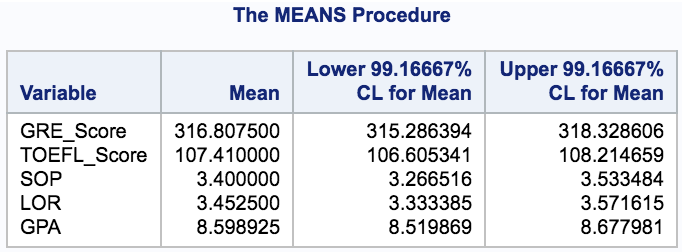 The MEANS Procedure
Variable Mean Lower 99.16667% CL for Mean Upper 99.16667% CL for Mean
GRE_Score 316.807500 315.286394 318.328606
TOEFL_Score 107.410000 106.605341 108.214659
SOP 3.400000 3.266516 3.533484
LOR 3.452500 3.333385 3.571615
GPA 8.598925 8.519869 8.677981